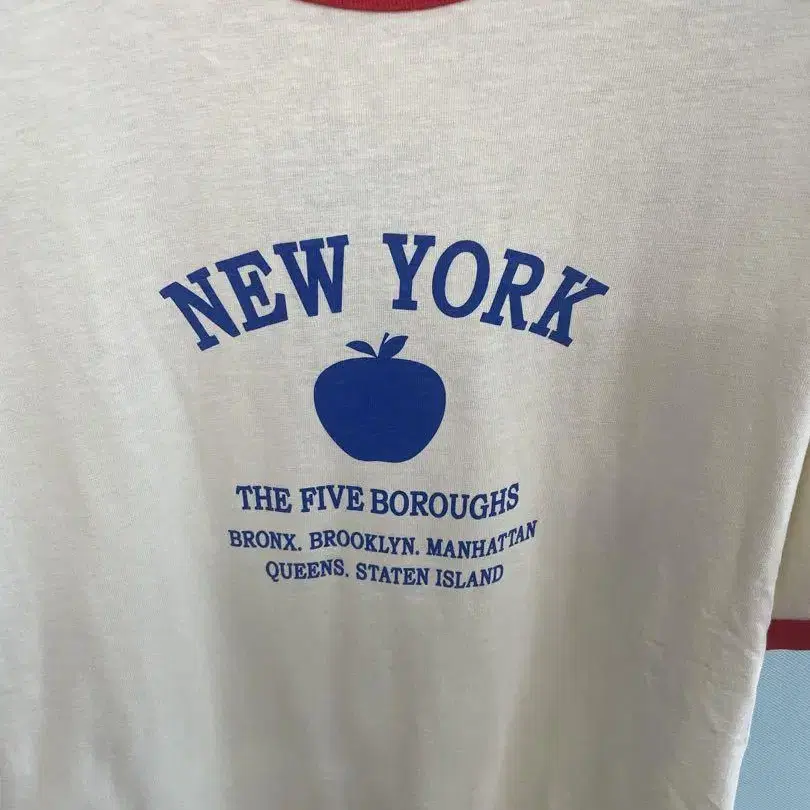 NEW YORK
THE FIVE BOROUGHS
BRONX. BROOKLYN. MANHATTAN
QUEENS. STATEN ISLAND